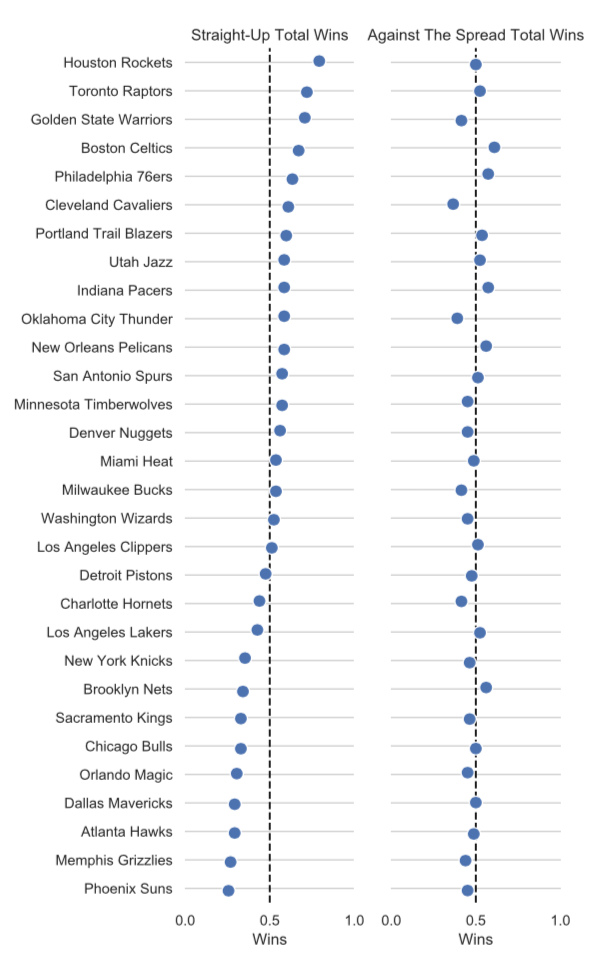 Straight-Up Total Wins Against The Spread Total Wins
Houston Rockets
Toronto Raptors
Golden State Warriors
Boston Celtics
Philadelphia 76ers
Cleveland Cavaliers
Portland Trail Blazers
Utah Jazz
Indiana Pacers
Oklahoma City Thunder
New Orleans Pelicans
San Antonio Spurs
Minnesota Timberwolves
Denver Nuggets
Miami Heat
Milwaukee Bucks
Washington Wizards
Los Angeles Clippers
Detroit Pistons
Charlotte Hornets
Los Angeles Lakers
New York Knicks
Brooklyn Nets
Sacramento Kings
Chicago Bulls
Orlando Magic
Dallas Mavericks
Atlanta Hawks
Memphis Grizzlies
Phoenix Suns
0.0 0.5 1.0 0.0 0.5 1.0
Wins Wins